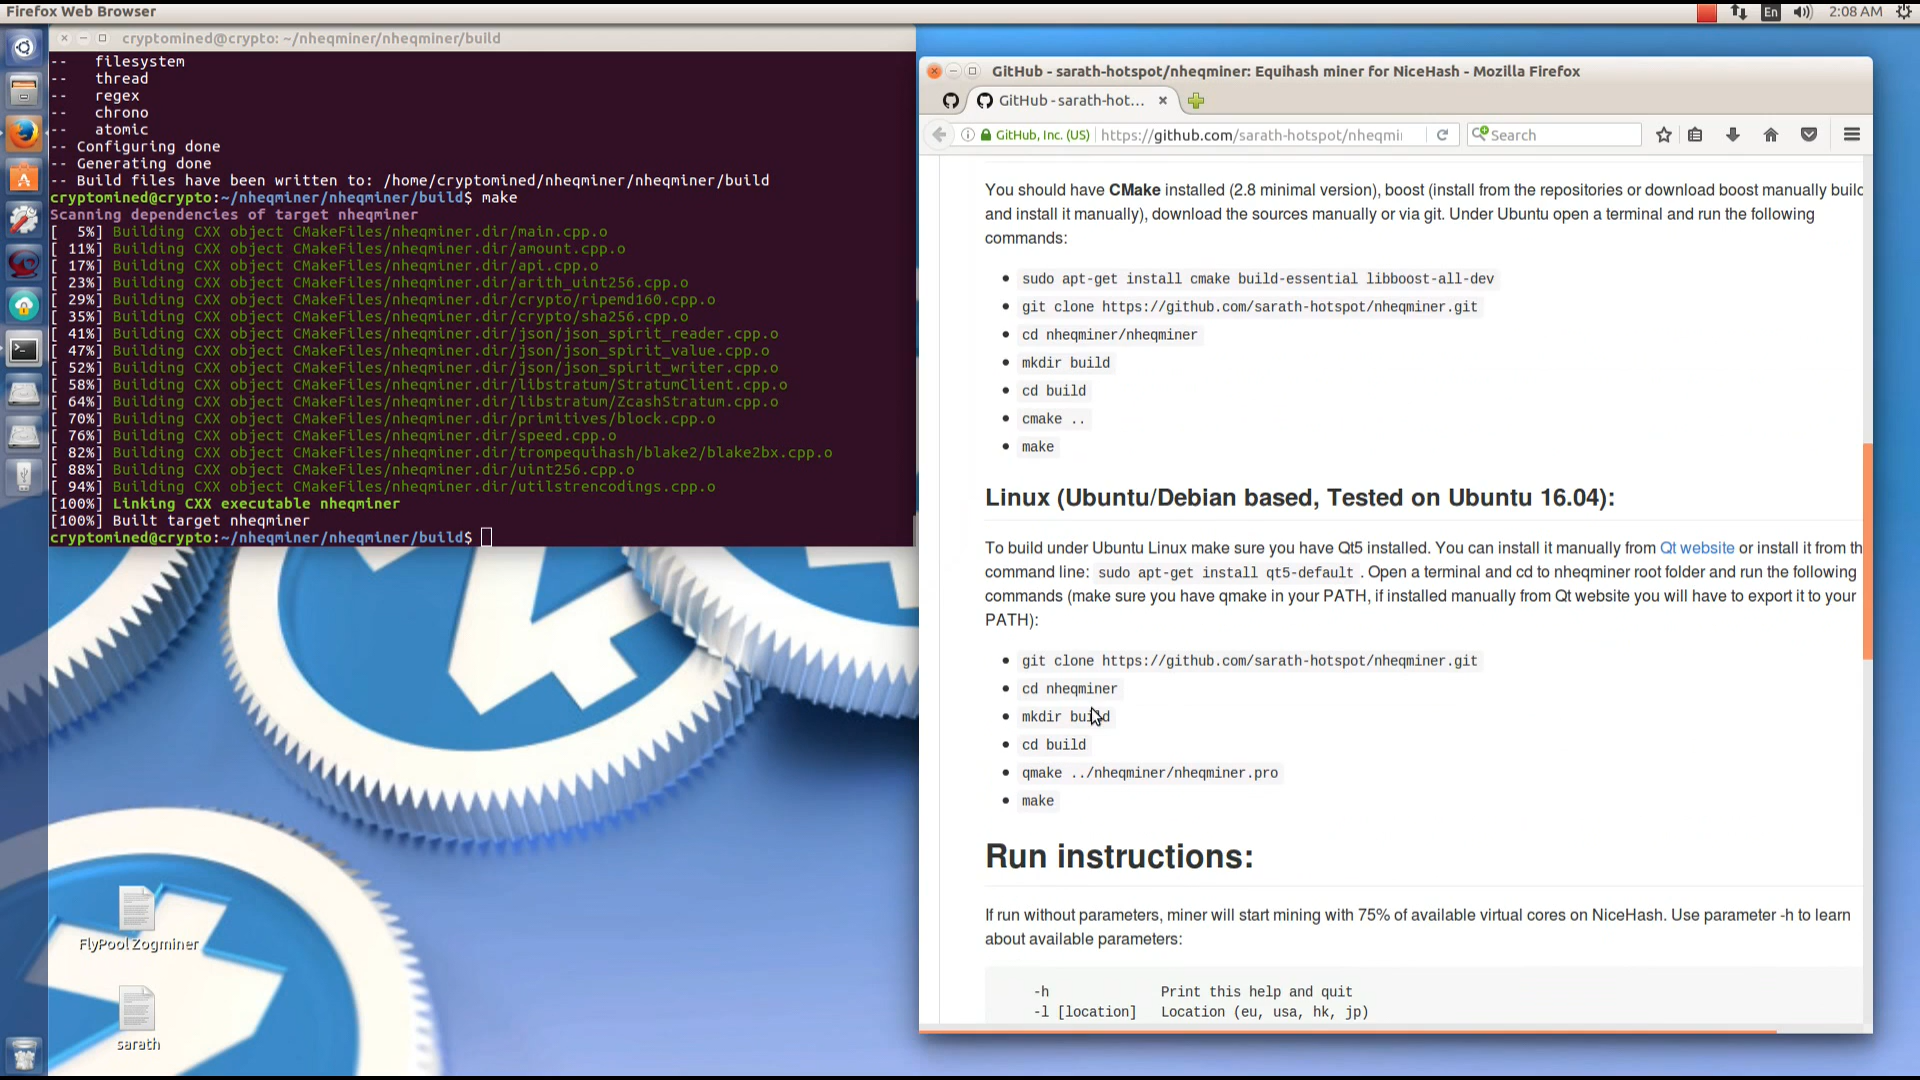 Firefox Web Browser
En
2:08 AM
cryptomined@crypto: ~/nheqminer/nheqminer/build
-- filesystem
-- thread
-- regex
-- chrono
-- atomic
-- Configuring done
-- Generating done
-- Build files have been written to: /home/cryptomined/nheqminer/nheqminer/build
cryptomined@crypto:~/nheqminer/nheqminer/build$ make
Scanning dependencies of target nheqminer
[  5%] Building CXX object CMakeFiles/nheqminer.dir/main.cpp.o
[ 11%] Building CXX object CMakeFiles/nheqminer.dir/amount.cpp.o
[ 17%] Building CXX object CMakeFiles/nheqminer.dir/api.cpp.o
[ 23%] Building CXX object CMakeFiles/nheqminer.dir/arith_uint256.cpp.o
[ 29%] Building CXX object CMakeFiles/nheqminer.dir/crypto/ripemd160.cpp.o
[ 35%] Building CXX object CMakeFiles/nheqminer.dir/crypto/sha256.cpp.o
[ 41%] Building CXX object CMakeFiles/nheqminer.dir/json/json_spirit_reader.cpp.o
[ 47%] Building CXX object CMakeFiles/nheqminer.dir/json/json_spirit_value.cpp.o
[ 52%] Building CXX object CMakeFiles/nheqminer.dir/json/json_spirit_writer.cpp.o
[ 58%] Building CXX object CMakeFiles/nheqminer.dir/libstratum/StratumClient.cpp.o
[ 64%] Building CXX object CMakeFiles/nheqminer.dir/libstratum/ZcashStratum.cpp.o
[ 70%] Building CXX object CMakeFiles/nheqminer.dir/primitives/block.cpp.o
[ 76%] Building CXX object CMakeFiles/nheqminer.dir/speed.cpp.o
[ 82%] Building CXX object CMakeFiles/nheqminer.dir/trompequihash/blake2/blake2bx.cpp.o
[ 88%] Building CXX object CMakeFiles/nheqminer.dir/uint256.cpp.o
[ 94%] Building CXX object CMakeFiles/nheqminer.dir/utilstrencodings.cpp.o
[100%] Linking CXX executable nheqminer
[100%] Built target nheqminer
cryptomined@crypto:~/nheqminer/nheqminer/build$
FlyPool Zogminer
sarath
GitHub - sarath-hotspot/nheqminer: Equihash miner for NiceHash - Mozilla Firefox
GitHub - sarath-hot...
GitHub, Inc. (US) https://github.com/sarath-hotspot/nheqmi
Search
You should have CMake installed (2.8 minimal version), boost (install from the repositories or download boost manually build
and install it manually), download the sources manually or via git. Under Ubuntu open a terminal and run the following
commands:
• sudo apt-get install cmake build-essential libboost-all-dev
• git clone https://github.com/sarath-hotspot/nheqminer.git
• cd nheqminer/nheqminer
• mkdir build
• cd build
• cmake ..
• make
Linux (Ubuntu/Debian based, Tested on Ubuntu 16.04):
To build under Ubuntu Linux make sure you have Qt5 installed. You can install it manually from Qt website or install it from th
command line: sudo apt-get install qt5-default . Open a terminal and cd to nheqminer root folder and run the following
commands (make sure you have qmake in your PATH, if installed manually from Qt website you will have to export it to your
PATH):
• git clone https://github.com/sarath-hotspot/nheqminer.git
• cd nheqminer
• mkdir build
• cd build
• qmake ../nheqminer/nheqminer.pro
• make
Run instructions:
If run without parameters, miner will start mining with 75% of available virtual cores on NiceHash. Use parameter -h to learn
about available parameters:
-h Print this help and quit
-l [location] Location (eu, usa, hk, jp)